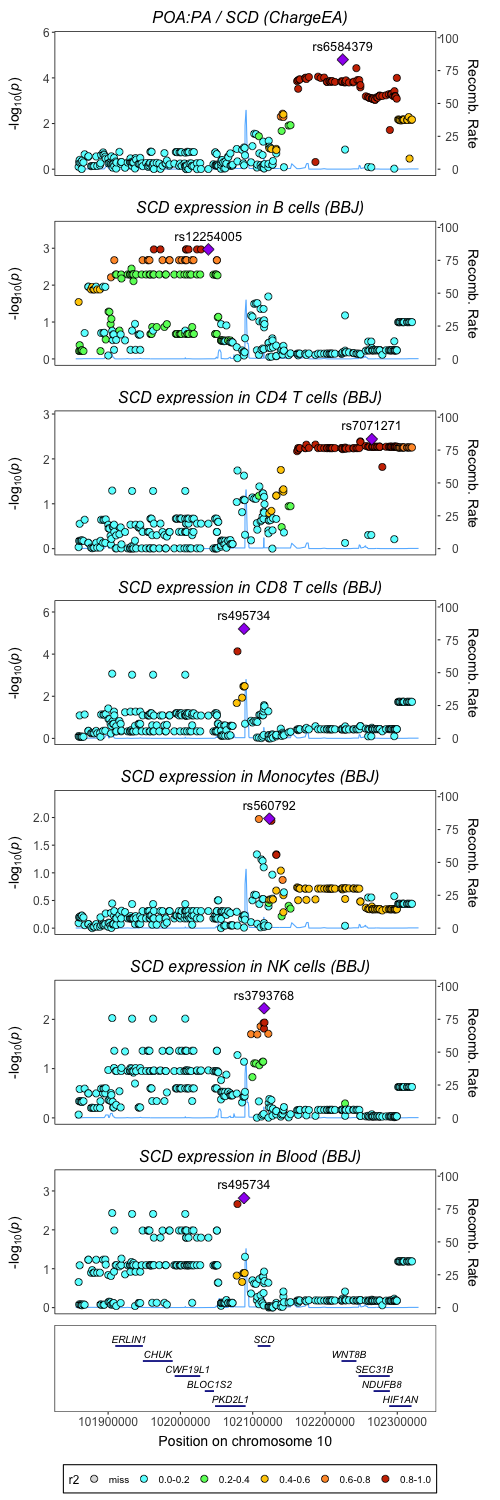 POA:PA / SCD (ChargeEA)
rs6584379
6
4
2
0
-log10(p)
100
75
50
25
0
Recomb. Rate
SCD expression in B cells (BBJ)
rs12254005
3
2
1
0
-log10(p)
100
75
50
25
0
Recomb. Rate
SCD expression in CD4 T cells (BBJ)
rs7071271
3
2
1
0
-log10(p)
100
75
50
25
0
Recomb. Rate
SCD expression in CD8 T cells (BBJ)
rs495734
6
4
2
0
-log10(p)
100
75
50
25
0
Recomb. Rate
SCD expression in Monocytes (BBJ)
rs560792
2.0
1.5
1.0
0.5
0.0
-log10(p)
100
75
50
25
0
Recomb. Rate
SCD expression in NK cells (BBJ)
rs3793768
2
1
0
-log10(p)
100
75
50
25
0
Recomb. Rate
SCD expression in Blood (BBJ)
rs495734
3
2
1
0
-log10(p)
100
75
50
25
0
Recomb. Rate
ERLIN1 SCD
CHUK WNT8B
CWF19L1 SEC31B
BLOC1S2 NDUFB8
PKD2L1 HIF1AN
101900000 102000000 102100000 102200000 102300000
Position on chromosome 10
r2 miss 0.0-0.2 0.2-0.4 0.4-0.6 0.6-0.8 0.8-1.0